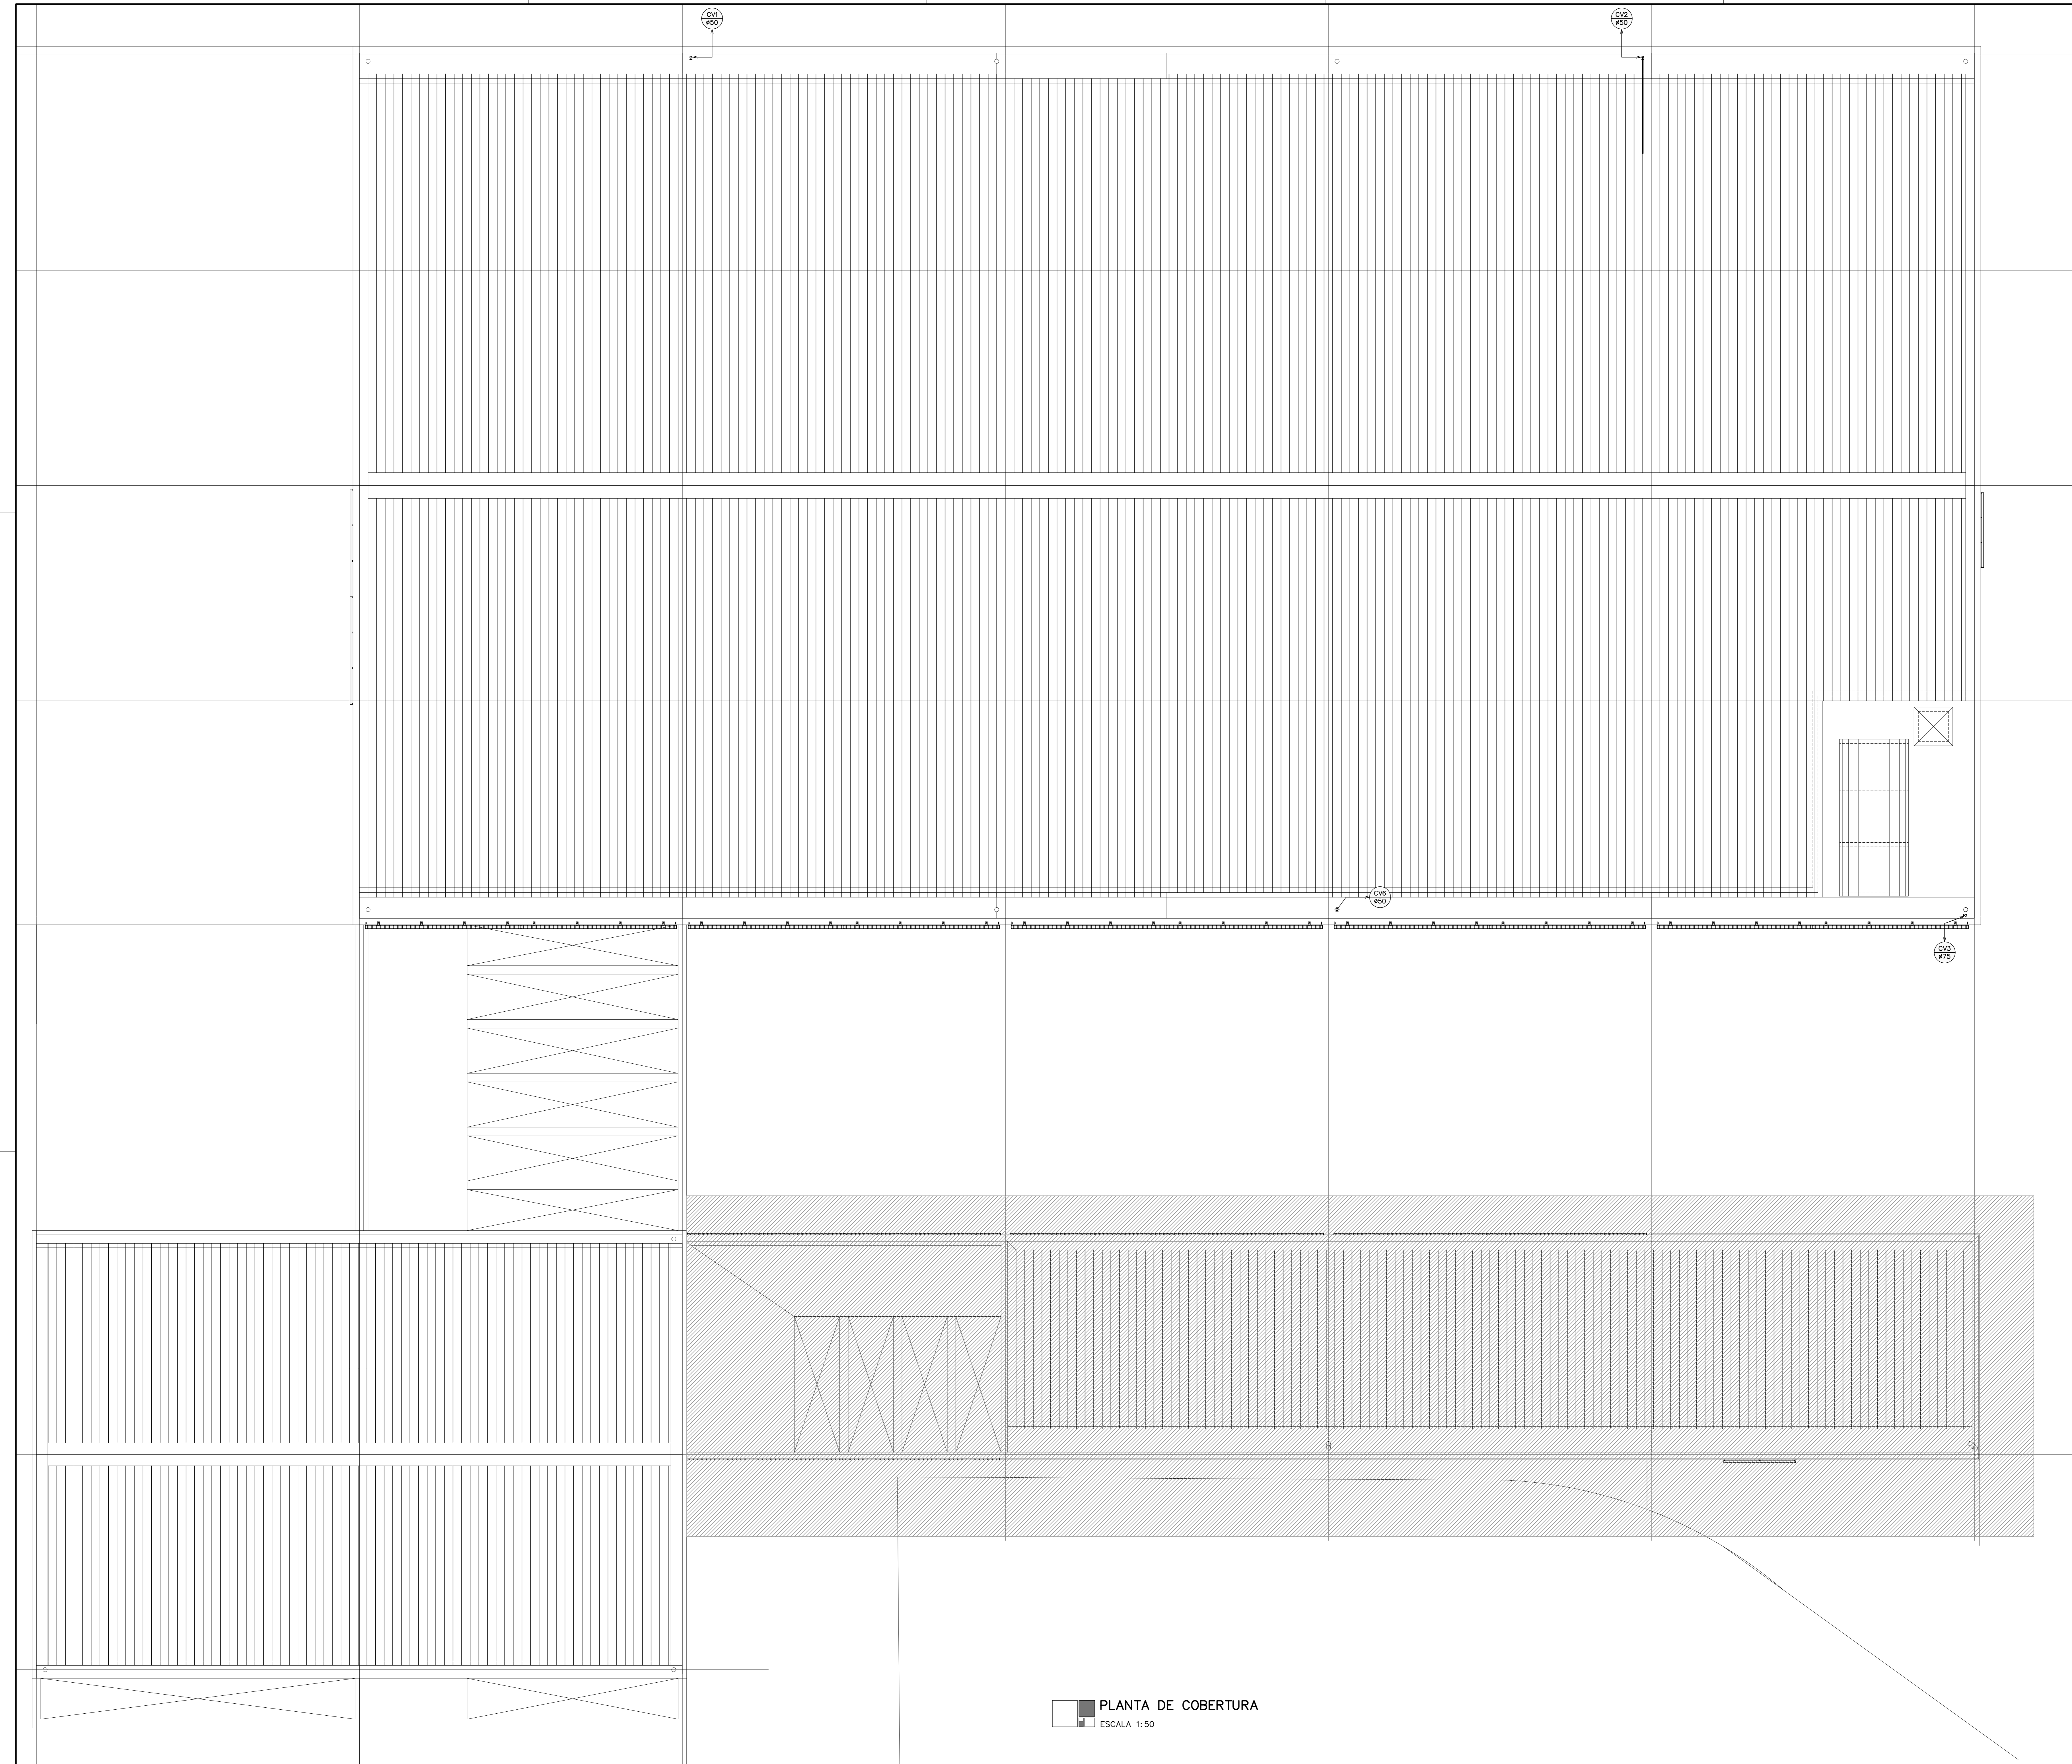 CV1
ø50
CV2
ø50
CV6
ø50
CV3
ø75
PLANTA DE COBERTURA
ESCALA 1:50